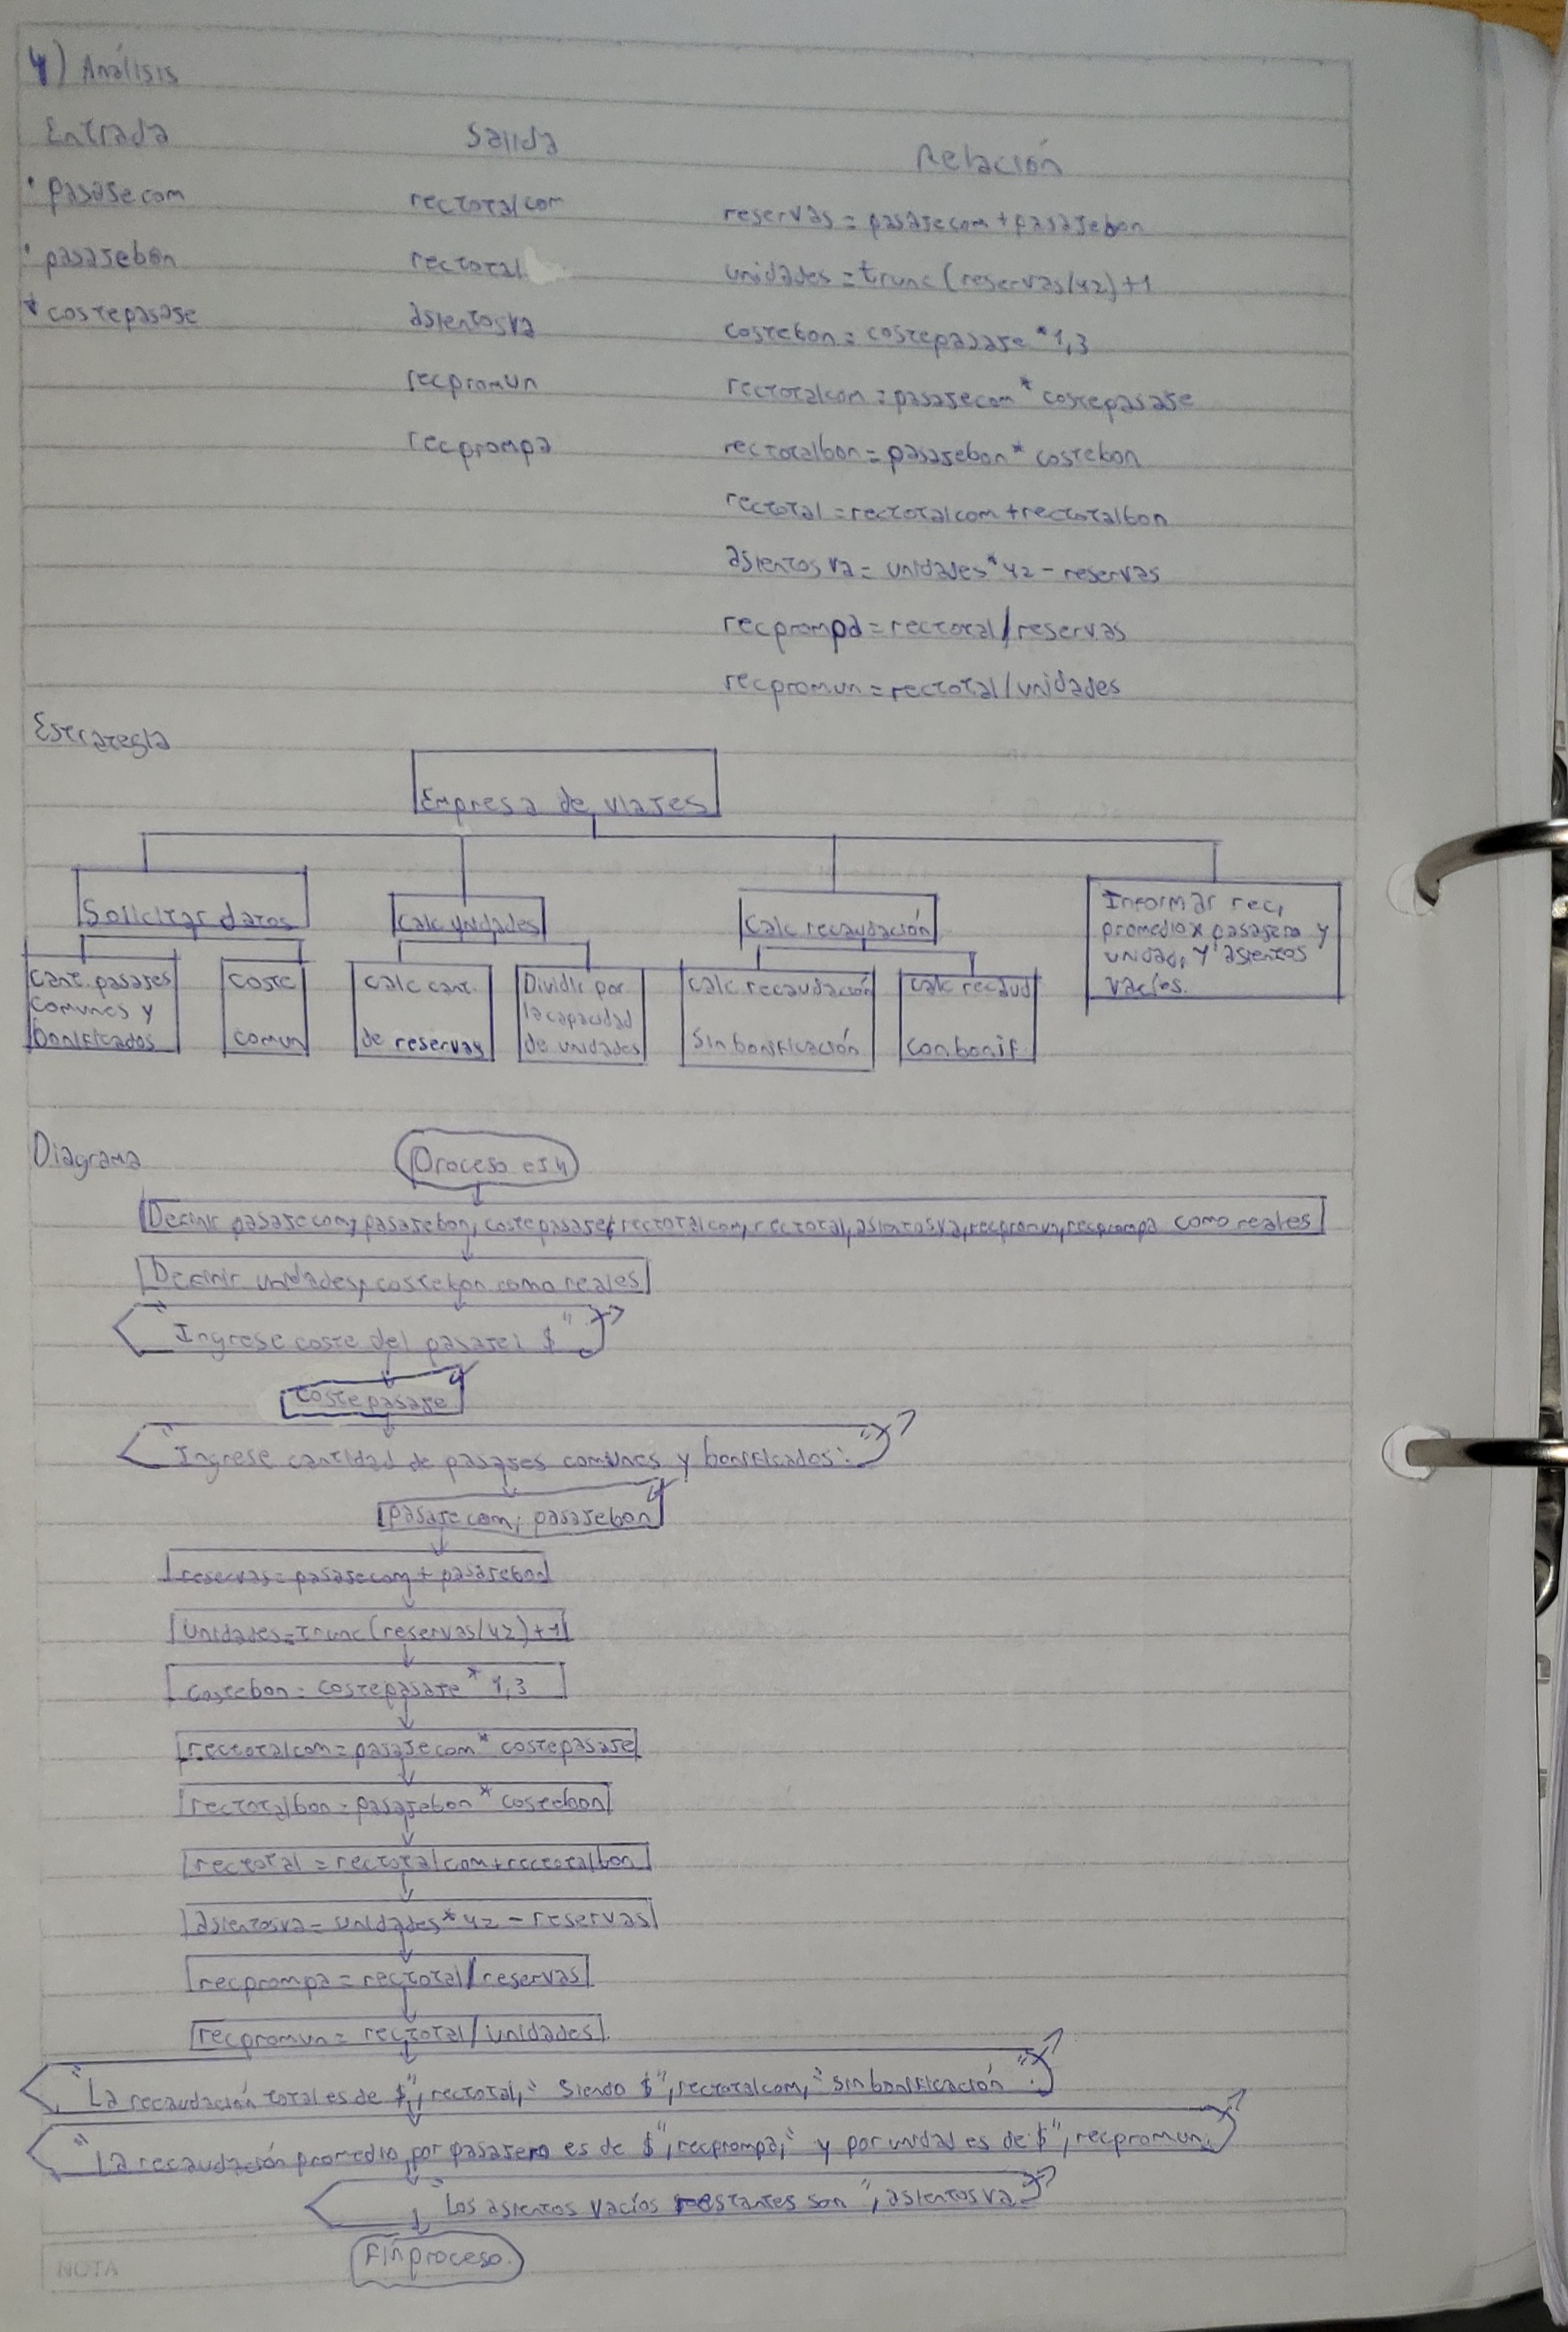 4) Análisis
Entrada Salida Relación
• pasajecom rectotalcom reservas = pasajecom + pasajebon
• pasajebon rectotal unidades = trunc(reservas/42)+1
• costepasaje asientosva costebon = costepasaje * 1,3
recpromun rectotalcom = pasajecom * costepasaje
recprompa rectotalbon = pasajebon * costebon
rectotal = rectotalcom + rectotalbon
asientosva = unidades * 42 - reservas
recprompa = rectotal / reservas
recpromun = rectotal / unidades
Estrategia
Empresa de viajes
Solicitar datos Calc unidades Calc recaudación
Informar rec,
promedio x pasajero y
unidad, y asientos
vacíos.
Cant. pasajes
comunes y
bonificados
Coste
comun
Calc cant.
de reservas
Dividir por
la capacidad
de unidades
Calc recaudación
sin bonificación
Calc recaud
con bonif
Diagrama
Proceso ej4
Definir pasajecom, pasajebon, costepasaje, rectotalcom, rectotal, asientosva, recpromun, recprompa como reales
Definir unidades, costebon como reales
"Ingrese coste del pasaje: $"
costepasaje
"Ingrese cantidad de pasajes comunes y bonificados:"
pasajecom, pasajebon
reservas = pasajecom + pasajebon
unidades = trunc(reservas/42)+1
costebon = costepasaje * 1,3
rectotalcom = pasajecom * costepasaje
rectotalbon = pasajebon * costebon
rectotal = rectotalcom + rectotalbon
asientosva = unidades * 42 - reservas
recprompa = rectotal / reservas
recpromun = rectotal / unidades
"La recaudación total es de $", rectotal, " siendo $", rectotalcom, " sin bonificación"
"La recaudación promedio por pasajero es de $", recprompa, " y por unidad es de $", recpromun
"Los asientos vacíos restantes son ", asientosva
Finproceso.
NOTA